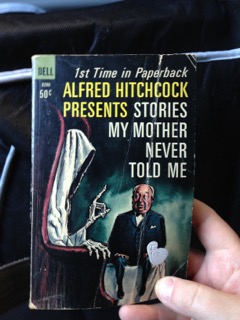 DELL
50¢
1st Time in Paperback
ALFRED HITCHCOCK
PRESENTS STORIES
MY MOTHER
NEVER
TOLD ME